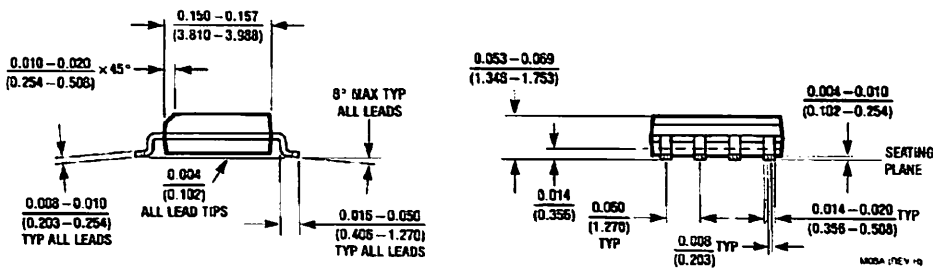 0.150 – 0.157
(3.810 – 3.988)
0.010 – 0.020 × 45°
(0.254 – 0.508)
8° MAX TYP
ALL LEADS
0.004
(0.102)
ALL LEAD TIPS
0.008 – 0.010
(0.203 – 0.254)
TYP ALL LEADS
0.016 – 0.050
(0.406 – 1.270)
TYP ALL LEADS
0.053 – 0.069
(1.346 – 1.753)
0.004 – 0.010
(0.102 – 0.254)
SEATING
PLANE
0.014
(0.356)
0.050
(1.270)
TYP
0.014 – 0.020 TYP
(0.356 – 0.508)
0.008 TYP
(0.203)
M08A (REV H)